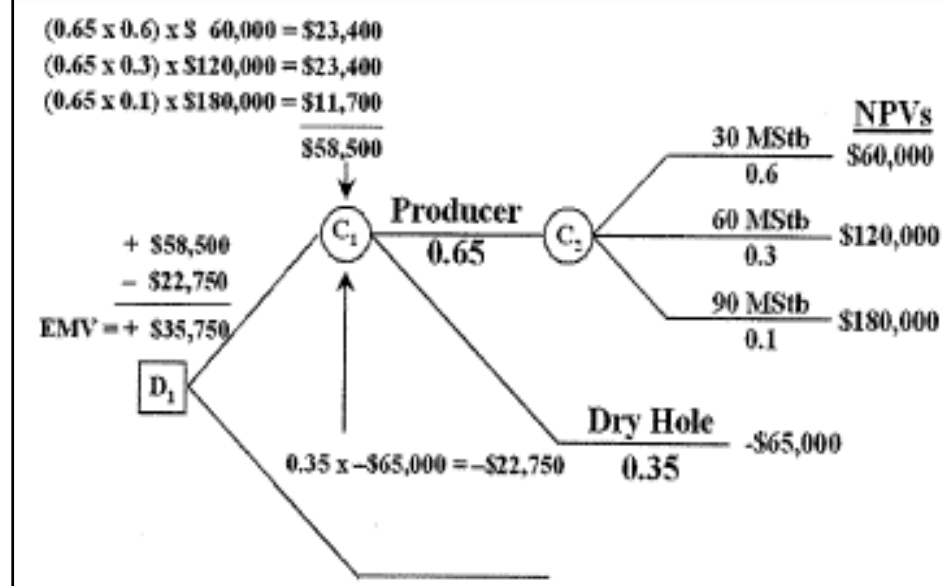 (0.65 x 0.6) x $ 60,000 = $23,400
(0.65 x 0.3) x $120,000 = $23,400
(0.65 x 0.1) x $180,000 = $11,700
$58,500
NPVs
30 MStb
$60,000
0.6
Producer
60 MStb
C₁
C₂
$120,000
0.65
0.3
+ $58,500
– $22,750
EMV = + $35,750
90 MStb
$180,000
0.1
D₁
Dry Hole
-$65,000
0.35 x –$65,000 = –$22,750
0.35